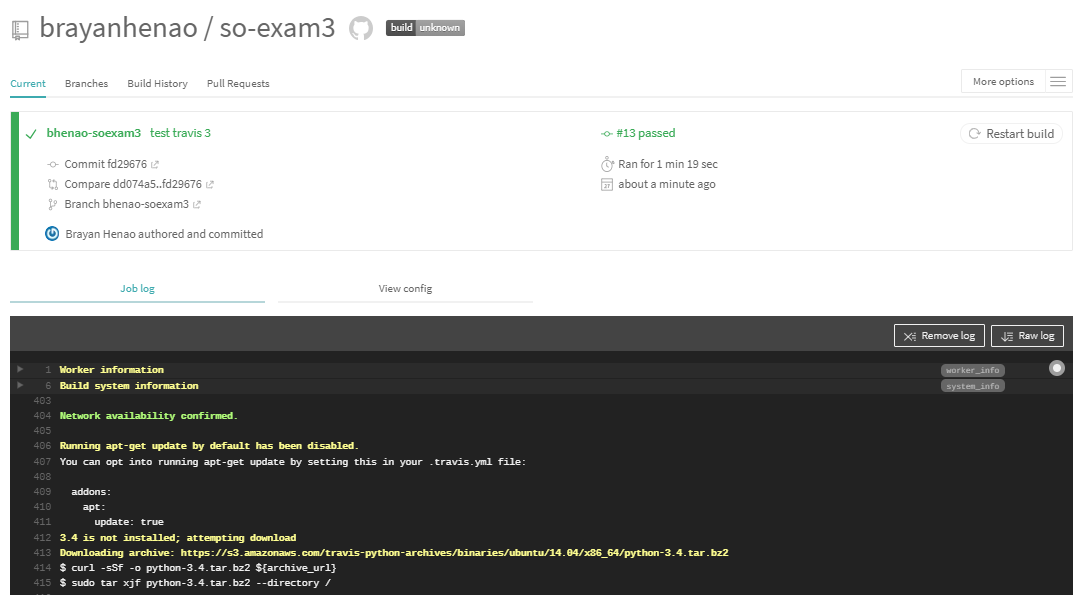 brayanhenao / so-exam3 build unknown
Current Branches Build History Pull Requests More options
bhenao-soexam3 test travis 3 #13 passed Restart build
Commit fd29676 Ran for 1 min 19 sec
Compare dd074a5..fd29676 about a minute ago
Branch bhenao-soexam3
Brayan Henao authored and committed
Job log View config
Remove log Raw log
1 Worker information worker_info
6 Build system information system_info
403
404 Network availability confirmed.
405
406 Running apt-get update by default has been disabled.
407 You can opt into running apt-get update by setting this in your .travis.yml file:
408
409 addons:
410 apt:
411 update: true
412 3.4 is not installed; attempting download
413 Downloading archive: https://s3.amazonaws.com/travis-python-archives/binaries/ubuntu/14.04/x86_64/python-3.4.tar.bz2
414 $ curl -sSf -o python-3.4.tar.bz2 ${archive_url}
415 $ sudo tar xjf python-3.4.tar.bz2 --directory /